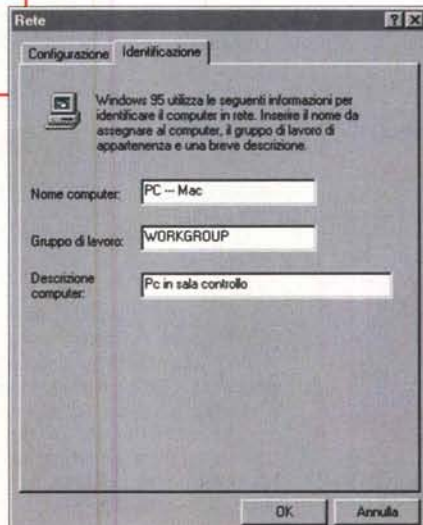 Rete
Configurazione Identificazione
Windows 95 utilizza le seguenti informazioni per
identificare il computer in rete. Inserire il nome da
assegnare al computer, il gruppo di lavoro di
appartenenza e una breve descrizione.
Nome computer: PC --- Mac
Gruppo di lavoro: WORKGROUP
Descrizione
computer: Pc in sala controllo
OK Annulla